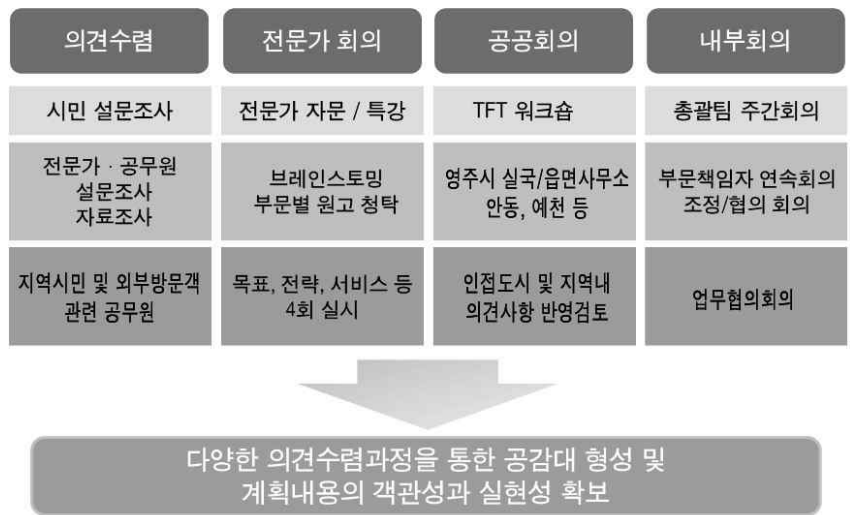 의견수렴
전문가 회의
공공회의
내부회의
시민 설문조사
전문가 자문 / 특강
TFT 워크숍
총괄팀 주간회의
전문가 · 공무원
설문조사
자료조사
브레인스토밍
부문별 원고 청탁
영주시 실국/읍면사무소
안동, 예천 등
부문책임자 연속회의
조정/협의 회의
지역시민 및 외부방문객
관련 공무원
목표, 전략, 서비스 등
4회 실시
인접도시 및 지역내
의견사항 반영검토
업무협의회의
다양한 의견수렴과정을 통한 공감대 형성 및
계획내용의 객관성과 실현성 확보